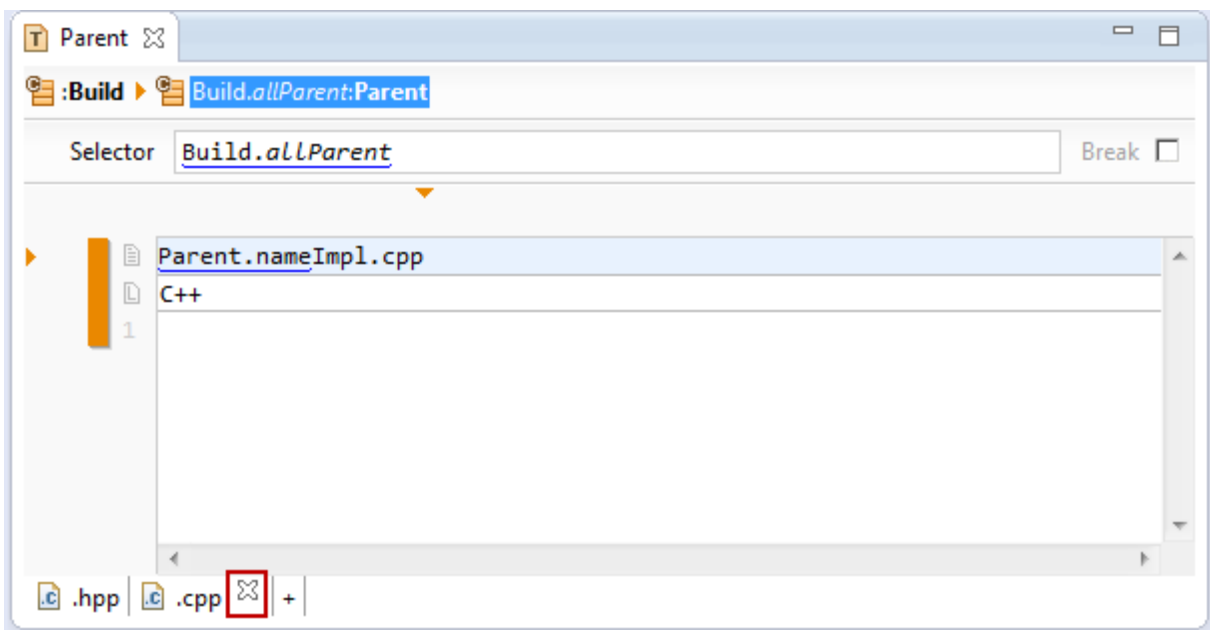 T Parent
:Build Build.allParent:Parent
Selector Build.allParent Break
Parent.nameImpl.cpp
L C++
1
.c .hpp .c .cpp +